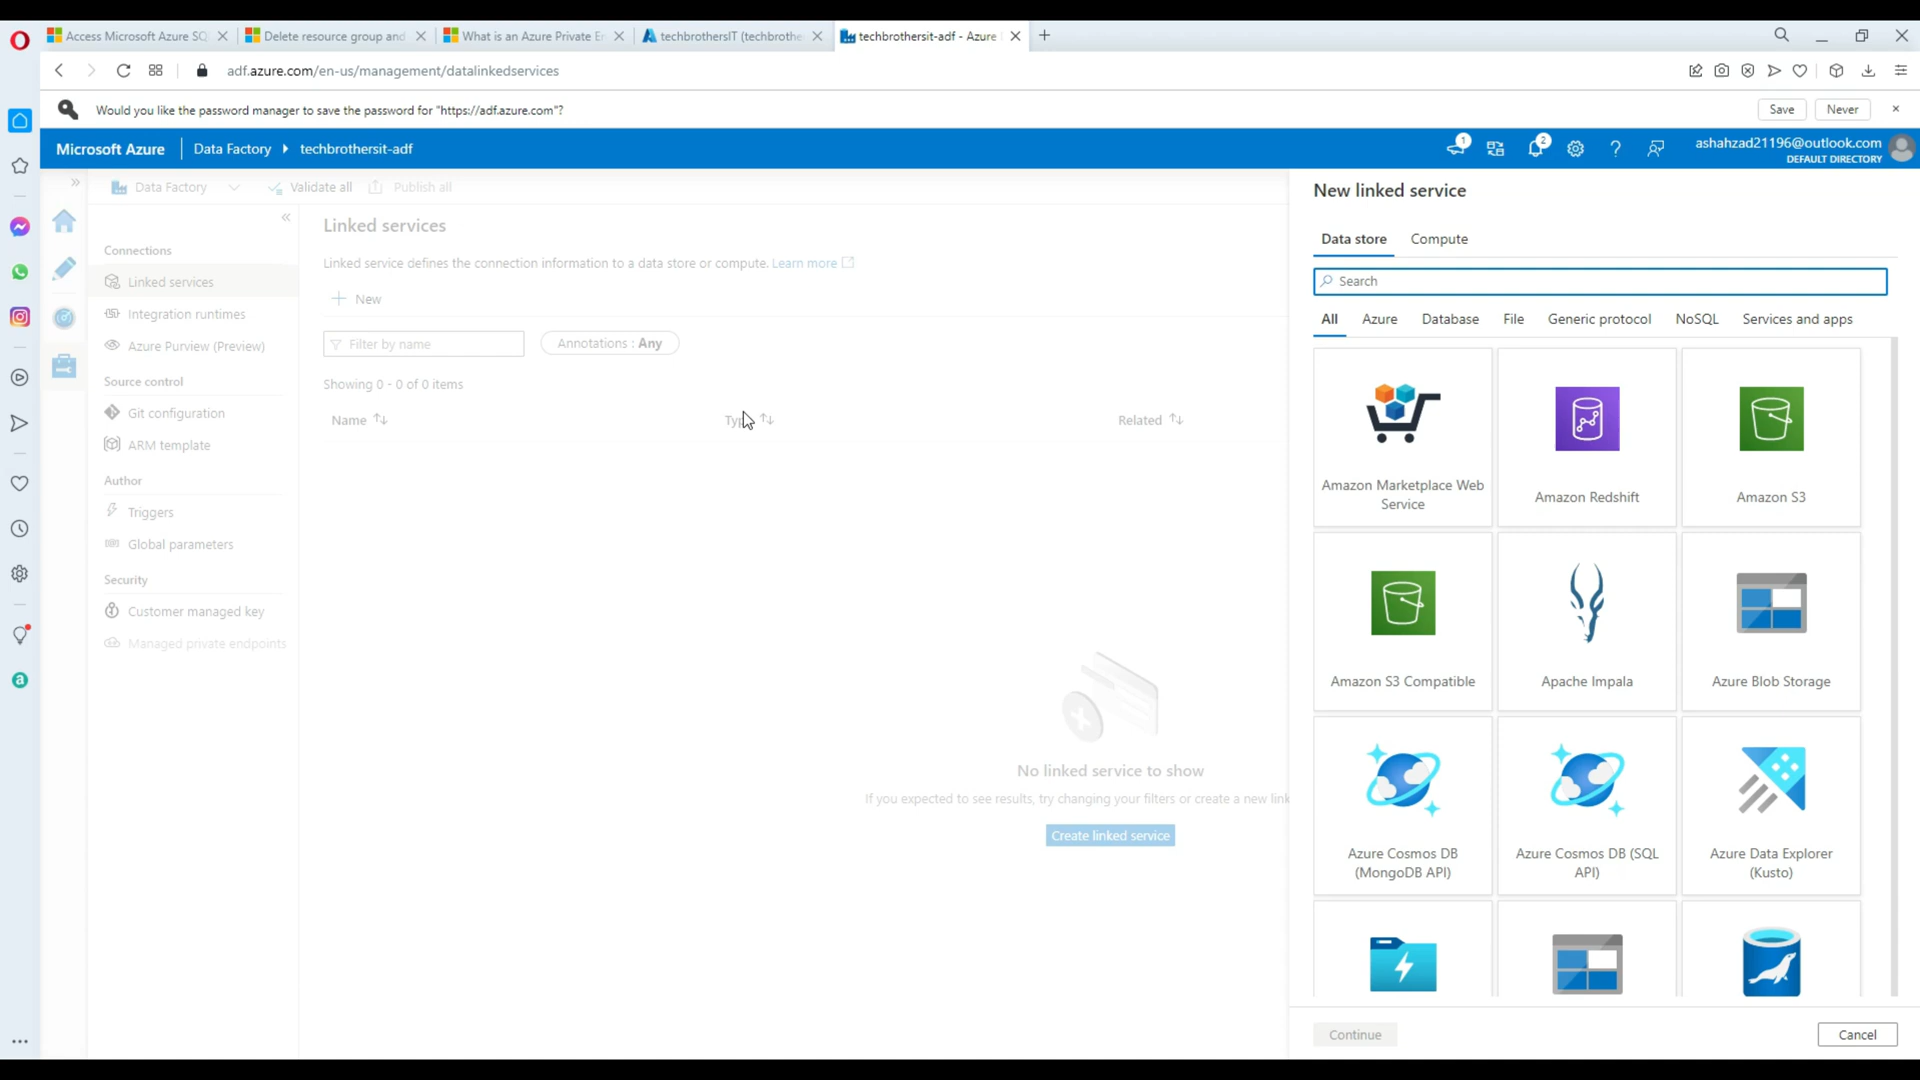 Access Microsoft Azure SQ
Delete resource group and
What is an Azure Private E
techbrothersIT (techbrothe
techbrothersit-adf - Azure
adf.azure.com/en-us/management/datalinkedservices
Would you like the password manager to save the password for "https://adf.azure.com"?
Save
Never
Microsoft Azure
Data Factory
techbrothersit-adf
1
2
ashahzad21196@outlook.com
DEFAULT DIRECTORY
Data Factory
Validate all
Publish all
Connections
Linked services
Integration runtimes
Azure Purview (Preview)
Source control
Git configuration
ARM template
Author
Triggers
Global parameters
Security
Customer managed key
Managed private endpoints
Linked services
Linked service defines the connection information to a data store or compute. Learn more
New
Filter by name
Annotations : Any
Showing 0 - 0 of 0 items
Name
Typ
Related
No linked service to show
If you expected to see results, try changing your filters or create a new link
Create linked service
New linked service
Data store
Compute
Search
All
Azure
Database
File
Generic protocol
NoSQL
Services and apps
Amazon Marketplace Web
Service
Amazon Redshift
Amazon S3
Amazon S3 Compatible
Apache Impala
Azure Blob Storage
Azure Cosmos DB
(MongoDB API)
Azure Cosmos DB (SQL
API)
Azure Data Explorer
(Kusto)
Continue
Cancel